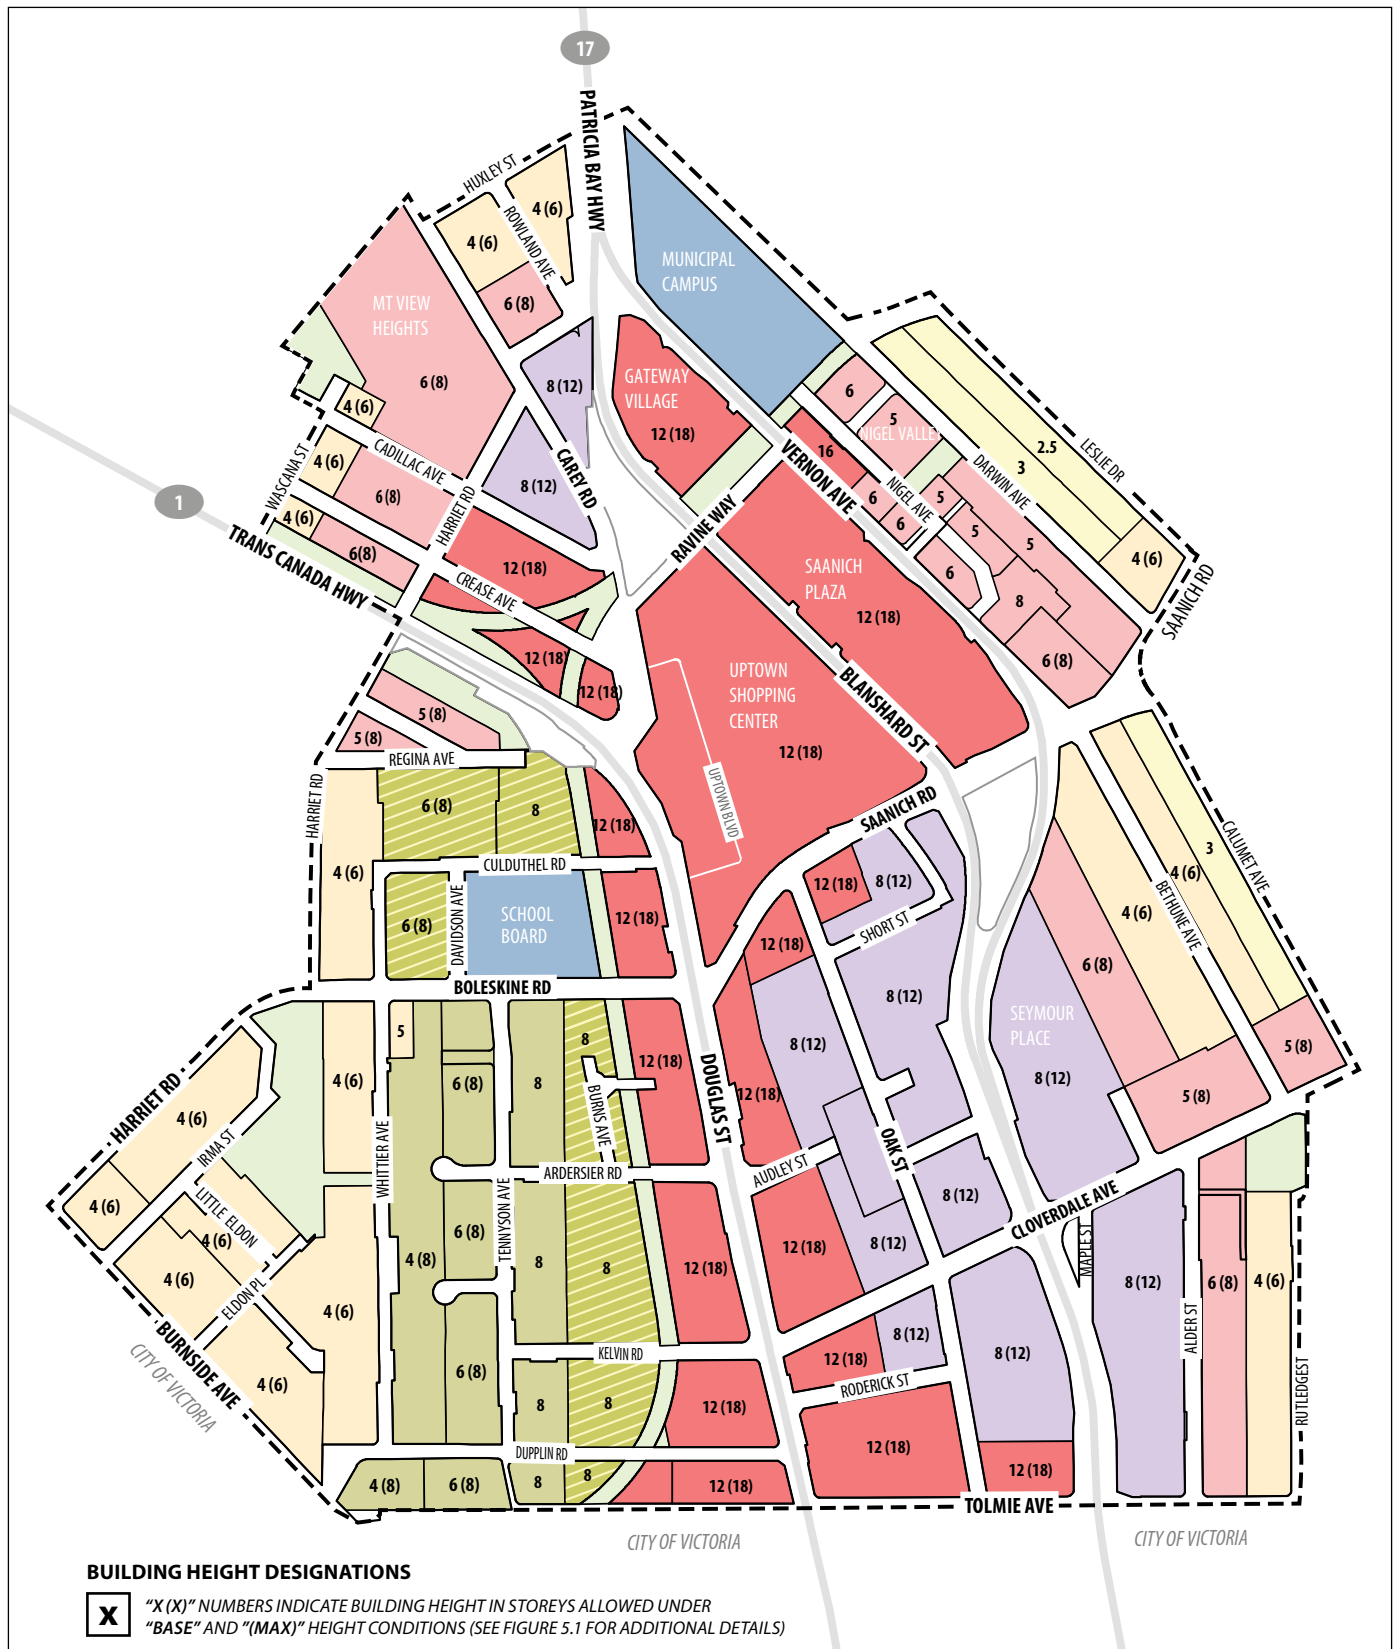 17
PATRICIA BAY HWY
HUXLEY ST
4 (6)
ROWLAND AVE
4 (6)
MUNICIPAL
CAMPUS
6 (8)
MT VIEW
HEIGHTS
6 (8)
8 (12)
GATEWAY
VILLAGE
12 (18)
6
5
NIGEL VALLEY
2.5
3
LESLIE DR
4 (6)
CADILLAC AVE
WASCANA ST
4 (6)
6 (8)
HARRIET RD
8 (12)
CAREY RD
16
VERNON AVE
DARWIN AVE
NIGEL AVE
6
5
6
5
5
4 (6)
1
4 (6)
6(8)
TRANS CANADA HWY
RAVINE WAY
12 (18)
CREASE AVE
SAANICH
PLAZA
12 (18)
6
8
SAANICH RD
6 (8)
12 (18)
12 (18)
UPTOWN
SHOPPING
CENTER
12 (18)
UPTOWN BLVD
BLANSHARD ST
5 (8)
5 (8)
REGINA AVE
HARRIET RD
6 (8)
8
12 (18)
SAANICH RD
4 (6)
CULDUTHEL RD
3
CALUMET AVE
4 (6)
BETHUNE AVE
4 (6)
12 (18)
8 (12)
6 (8)
DAVIDSON AVE
SCHOOL
BOARD
12 (18)
SHORT ST
12 (18)
6 (8)
BOLESKINE RD
8 (12)
SEYMOUR
PLACE
8 (12)
5
8
8 (12)
5 (8)
4 (6)
6 (8)
8
12 (18)
DOUGLAS ST
12 (18)
5 (8)
HARRIET RD
4 (6)
BURNS AVE
IRMA ST
WHITTIER AVE
OAK ST
ARDERSIER RD
AUDLEY ST
8 (12)
CLOVERDALE AVE
4 (6)
LITTLE ELDON
4 (6)
TENNYSON AVE
6 (8)
4 (8)
8
8
12 (18)
12 (18)
8 (12)
MAPLE ST
4 (6)
ELDON PL
4 (6)
8 (12)
ALDER ST
6 (8)
4 (6)
BURNSIDE AVE
CITY OF VICTORIA
4 (6)
6 (8)
KELVIN RD
8 (12)
12 (18)
8 (12)
RODERICK ST
RUTLEDGEST
8
8
12 (18)
12 (18)
DUPPLIN RD
4 (8)
6 (8)
8
8
12 (18)
12 (18)
TOLMIE AVE
CITY OF VICTORIA
CITY OF VICTORIA
BUILDING HEIGHT DESIGNATIONS
X
"X (X)" NUMBERS INDICATE BUILDING HEIGHT IN STOREYS ALLOWED UNDER
"BASE" AND "(MAX)" HEIGHT CONDITIONS (SEE FIGURE 5.1 FOR ADDITIONAL DETAILS)